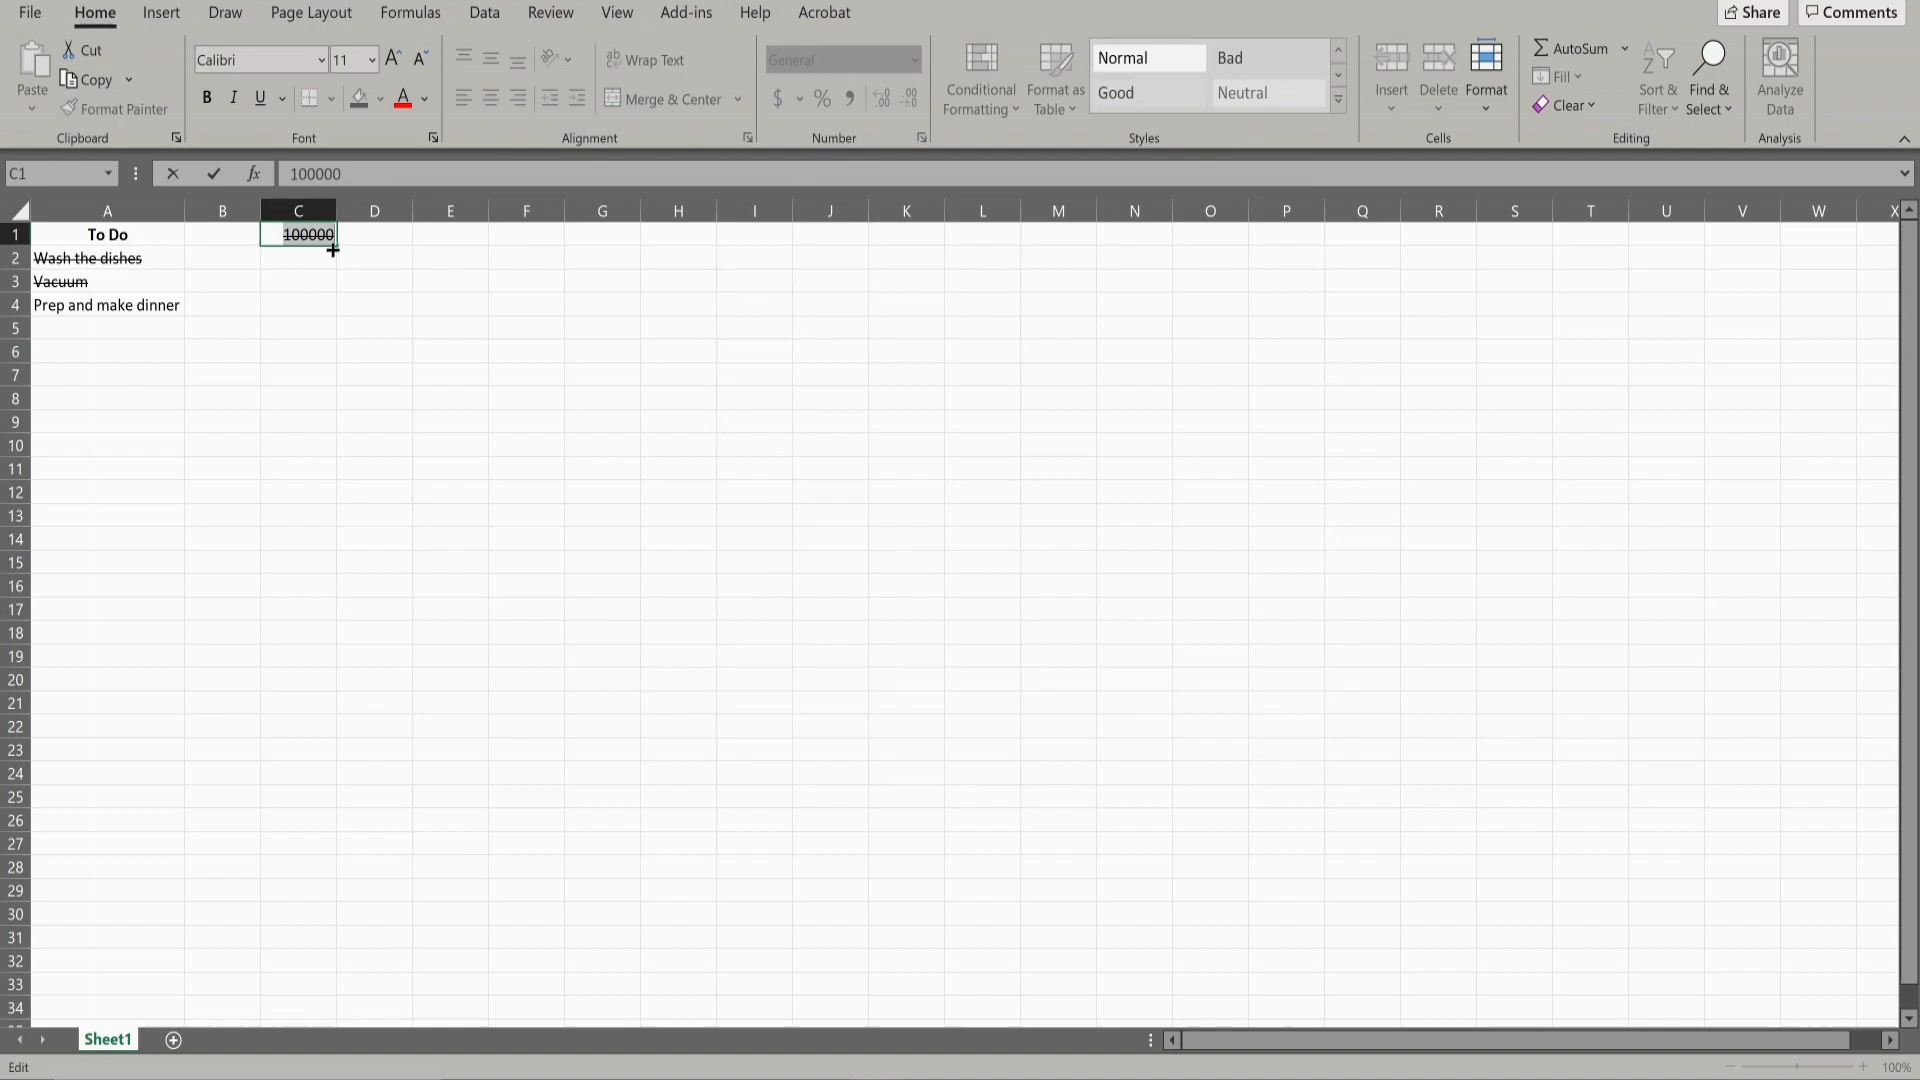 File Home Insert Draw Page Layout Formulas Data Review View Add-ins Help Acrobat Share Comments
Paste Cut Copy Format Painter Clipboard
Calibri 11 A A B I U A Font
Wrap Text Merge & Center Alignment
General $ % Number
Conditional Formatting Format as Table Normal Bad Good Neutral Styles
Insert Delete Format Cells
AutoSum Fill Clear Sort & Filter Find & Select Editing
Analyze Data Analysis
C1 fx 100000
A B C D E F G H I J K L M N O P Q R S T U V W X
1 To Do 100000
2 Wash the dishes
3 Vacuum
4 Prep and make dinner
5
6
7
8
9
10
11
12
13
14
15
16
17
18
19
20
21
22
23
24
25
26
27
28
29
30
31
32
33
34
Sheet1
Edit 100%